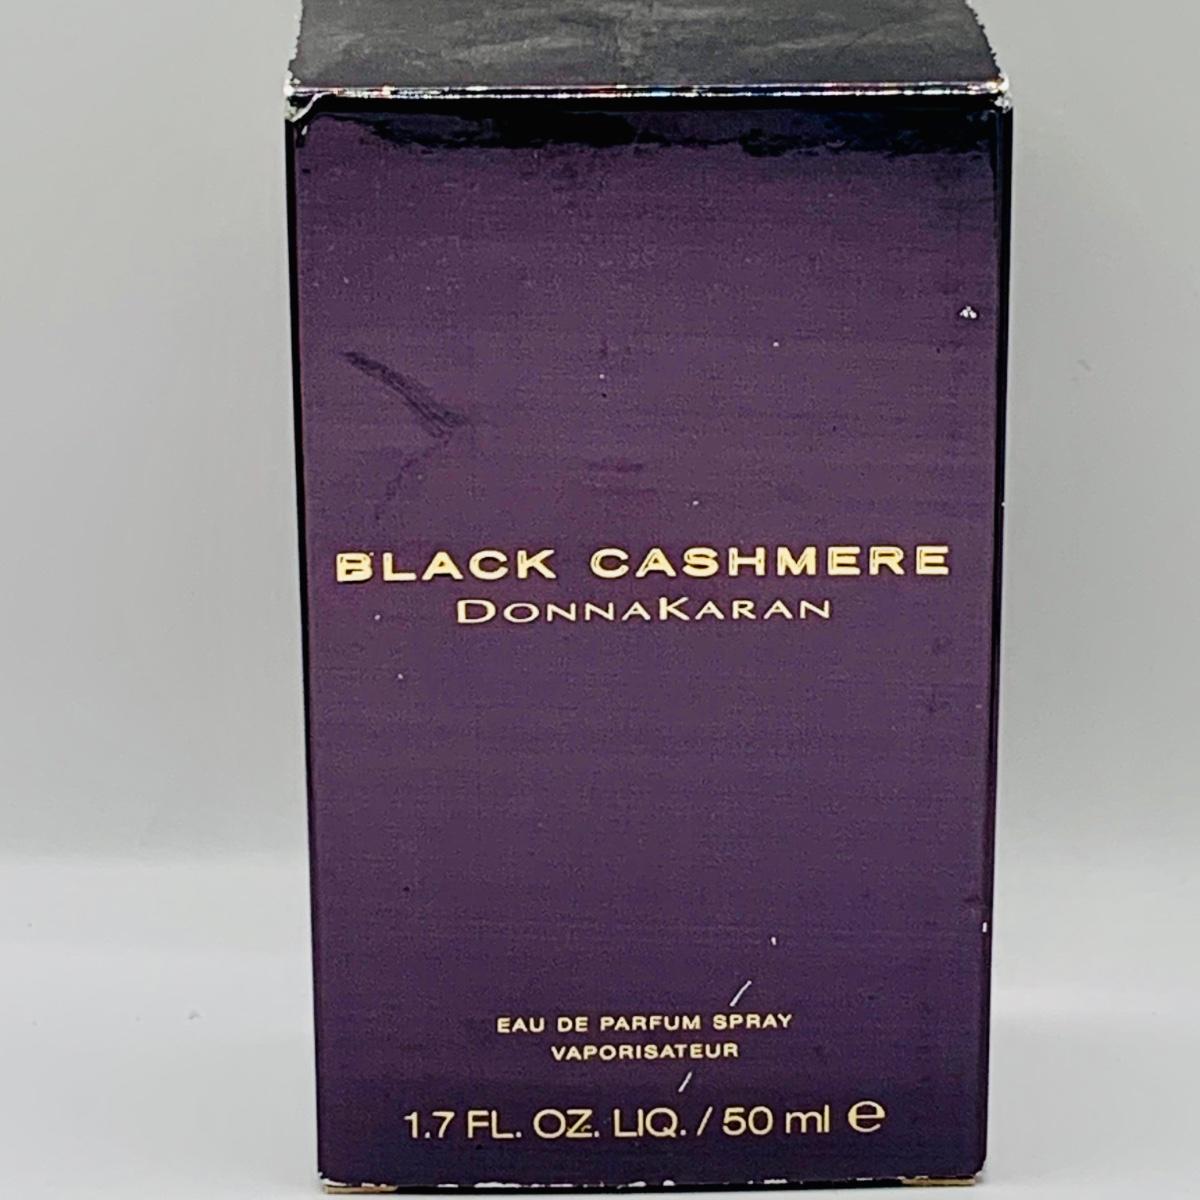 BLACK CASHMERE
DONNAKARAN
EAU DE PARFUM SPRAY
VAPORISATEUR
1.7 FL. OZ. LIQ. / 50 ml ℮